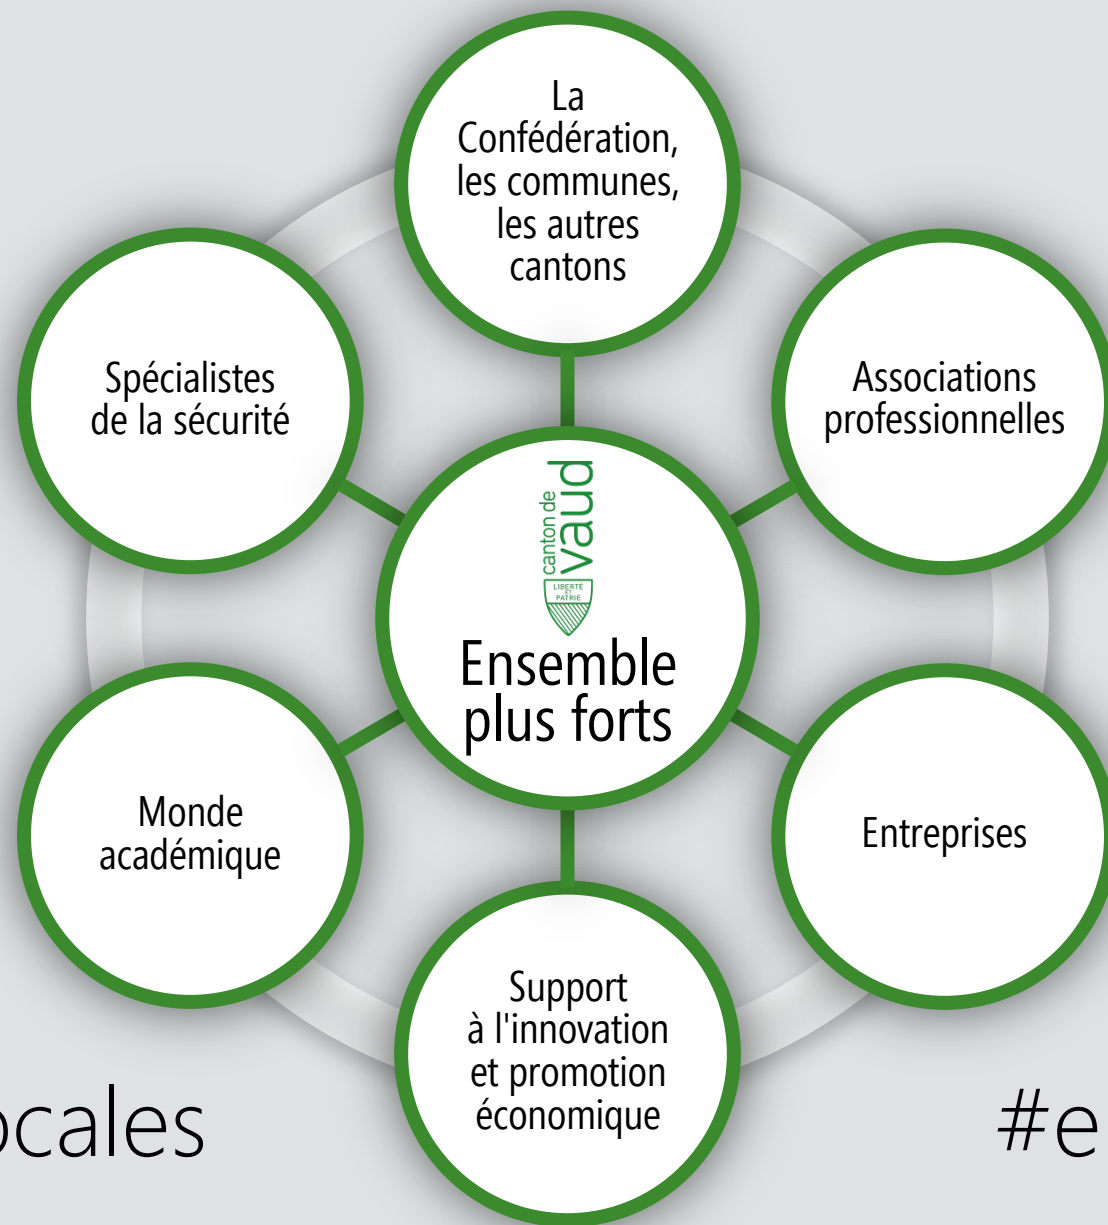 La
Confédération,
les communes,
les autres
cantons
Spécialistes
de la sécurité
Associations
professionnelles
canton de
vaud
LIBERTÉ
ET
PATRIE
Ensemble
plus forts
Monde
académique
Entreprises
Support
à l'innovation
et promotion
économique
ocales
#e